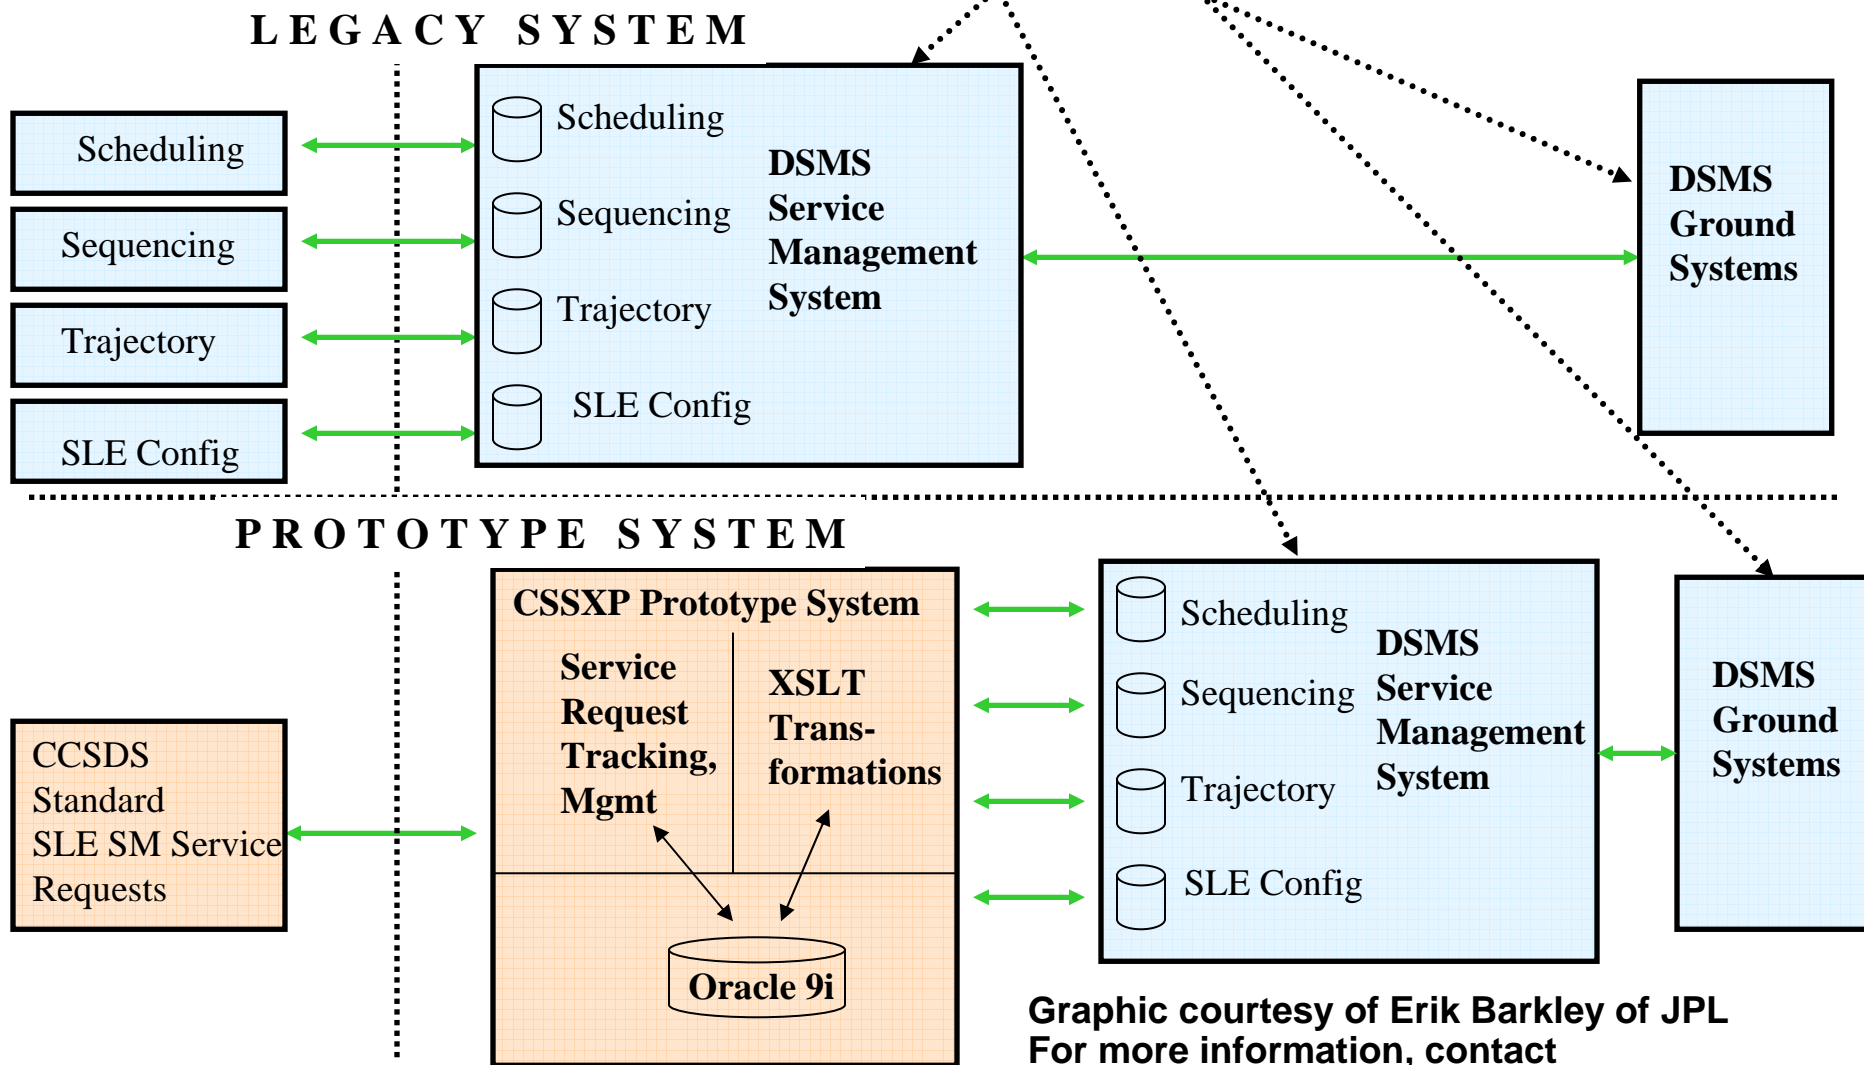 LEGACY SYSTEM
Scheduling
Sequencing
Trajectory
SLE Config
Scheduling
Sequencing
Trajectory
SLE Config
DSMS
Service
Management
System
DSMS
Ground
Systems
PROTOTYPE SYSTEM
CCSDS
Standard
SLE SM Service
Requests
CSSXP Prototype System
Service
Request
Tracking,
Mgmt
XSLT
Trans-
formations
Oracle 9i
Scheduling
Sequencing
Trajectory
SLE Config
DSMS
Service
Management
System
DSMS
Ground
Systems
Graphic courtesy of Erik Barkley of JPL
For more information, contact